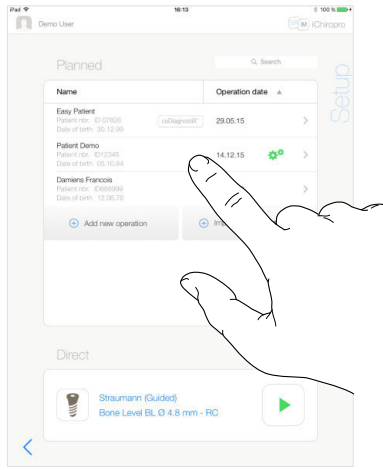 iPad 16:13 100 %
Demo User iChiropro
Setup
Planned Search
Name Operation date
Easy Patient
Patient nbr. ID 07826 coDiagnostiX 29.05.15
Date of birth 30.12.99
Patient Demo
Patient nbr. ID12345 14.12.15
Date of birth 05.10.84
Damiens Francois
Patient nbr. ID666999
Date of birth 12.06.76
Add new operation
Direct
Straumann (Guided)
Bone Level BL Ø 4.8 mm - RC